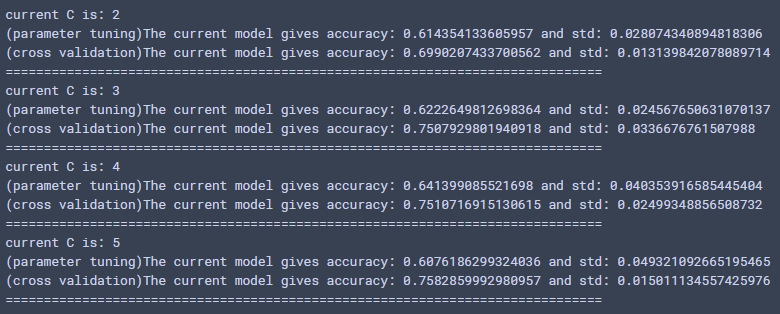 current C is: 2
(parameter tuning)The current model gives accuracy: 0.614354133605957 and std: 0.028074340894818306
(cross validation)The current model gives accuracy: 0.6990207433700562 and std: 0.013139842078089714
==============================================================================
current C is: 3
(parameter tuning)The current model gives accuracy: 0.6222649812698364 and std: 0.024567650631070137
(cross validation)The current model gives accuracy: 0.7507929801940918 and std: 0.0336676761507988
==============================================================================
current C is: 4
(parameter tuning)The current model gives accuracy: 0.641399085521698 and std: 0.040353916585445404
(cross validation)The current model gives accuracy: 0.7510716915130615 and std: 0.02499348856508732
==============================================================================
current C is: 5
(parameter tuning)The current model gives accuracy: 0.6076186299324036 and std: 0.049321092665195465
(cross validation)The current model gives accuracy: 0.7582859992980957 and std: 0.015011134557425976
==============================================================================